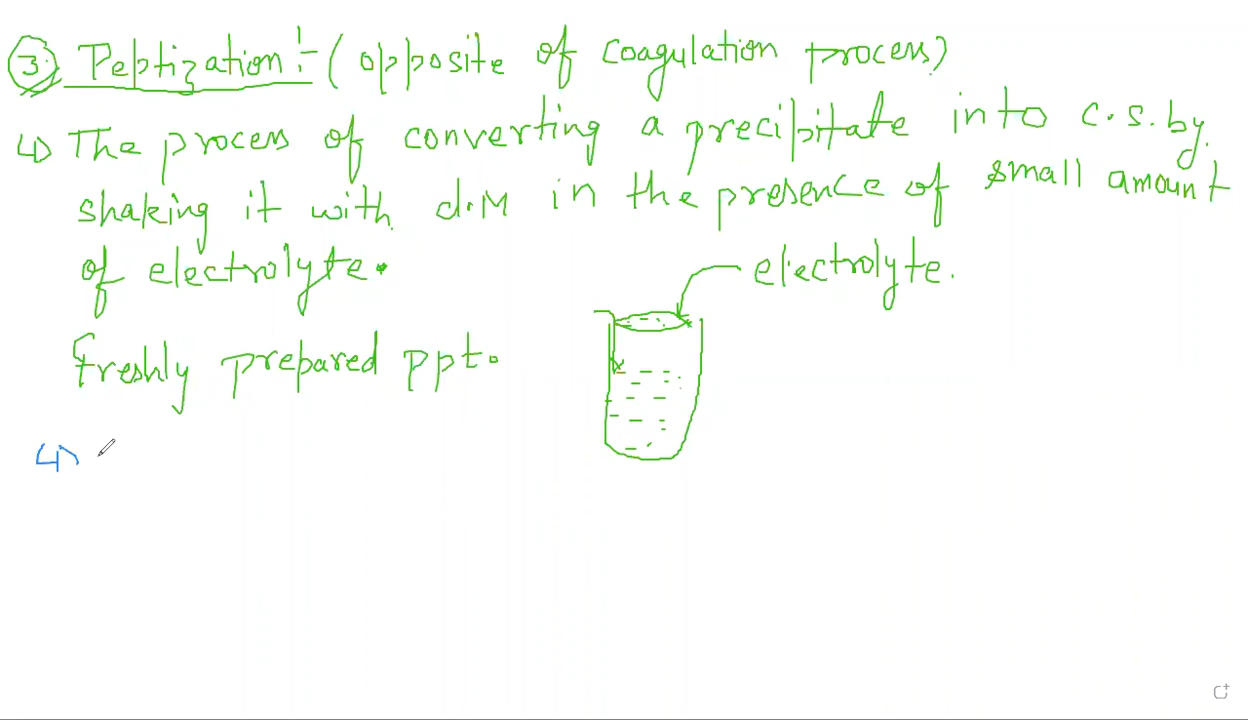 3. Peptization :- (opposite of coagulation process)
↳ The process of converting a precipitate into c.s. by
shaking it with d.M in the presence of small amount
of electrolyte.
electrolyte.
Freshly prepared ppt.
↳